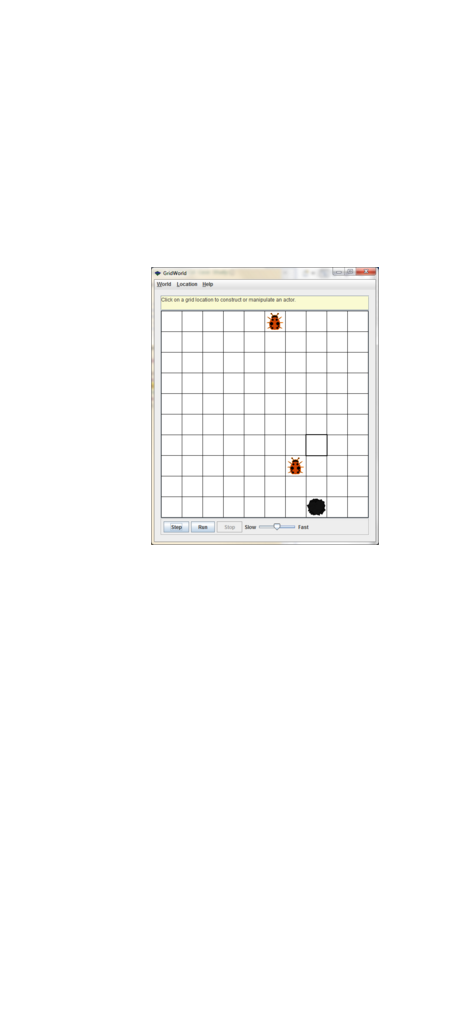 GridWorld
World Location Help
Click on a grid location to construct or manipulate an actor.
Step Run Stop Slow Fast